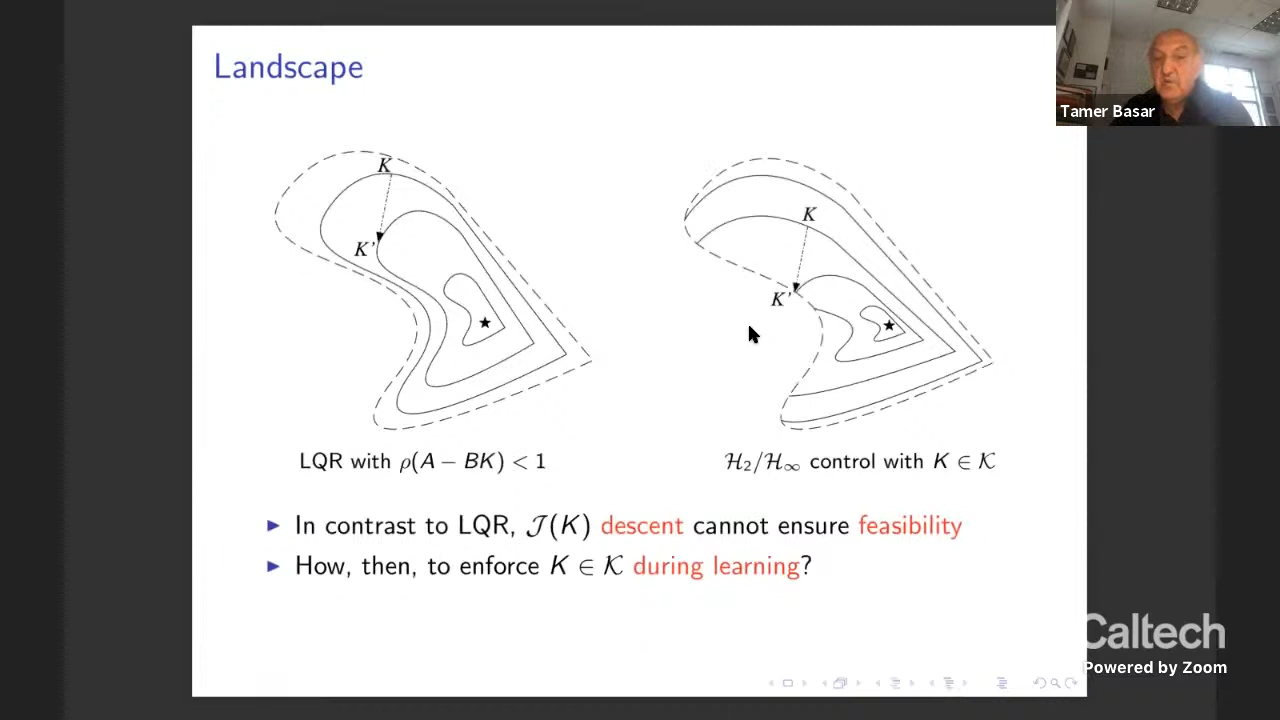 Landscape
Tamer Basar
K
K'
K
K'
LQR with ρ(A − BK) < 1
ℋ₂/ℋ∞ control with K ∈ 𝒦
In contrast to LQR, 𝒥(K) descent cannot ensure feasibility
How, then, to enforce K ∈ 𝒦 during learning?
Caltech
Powered by Zoom